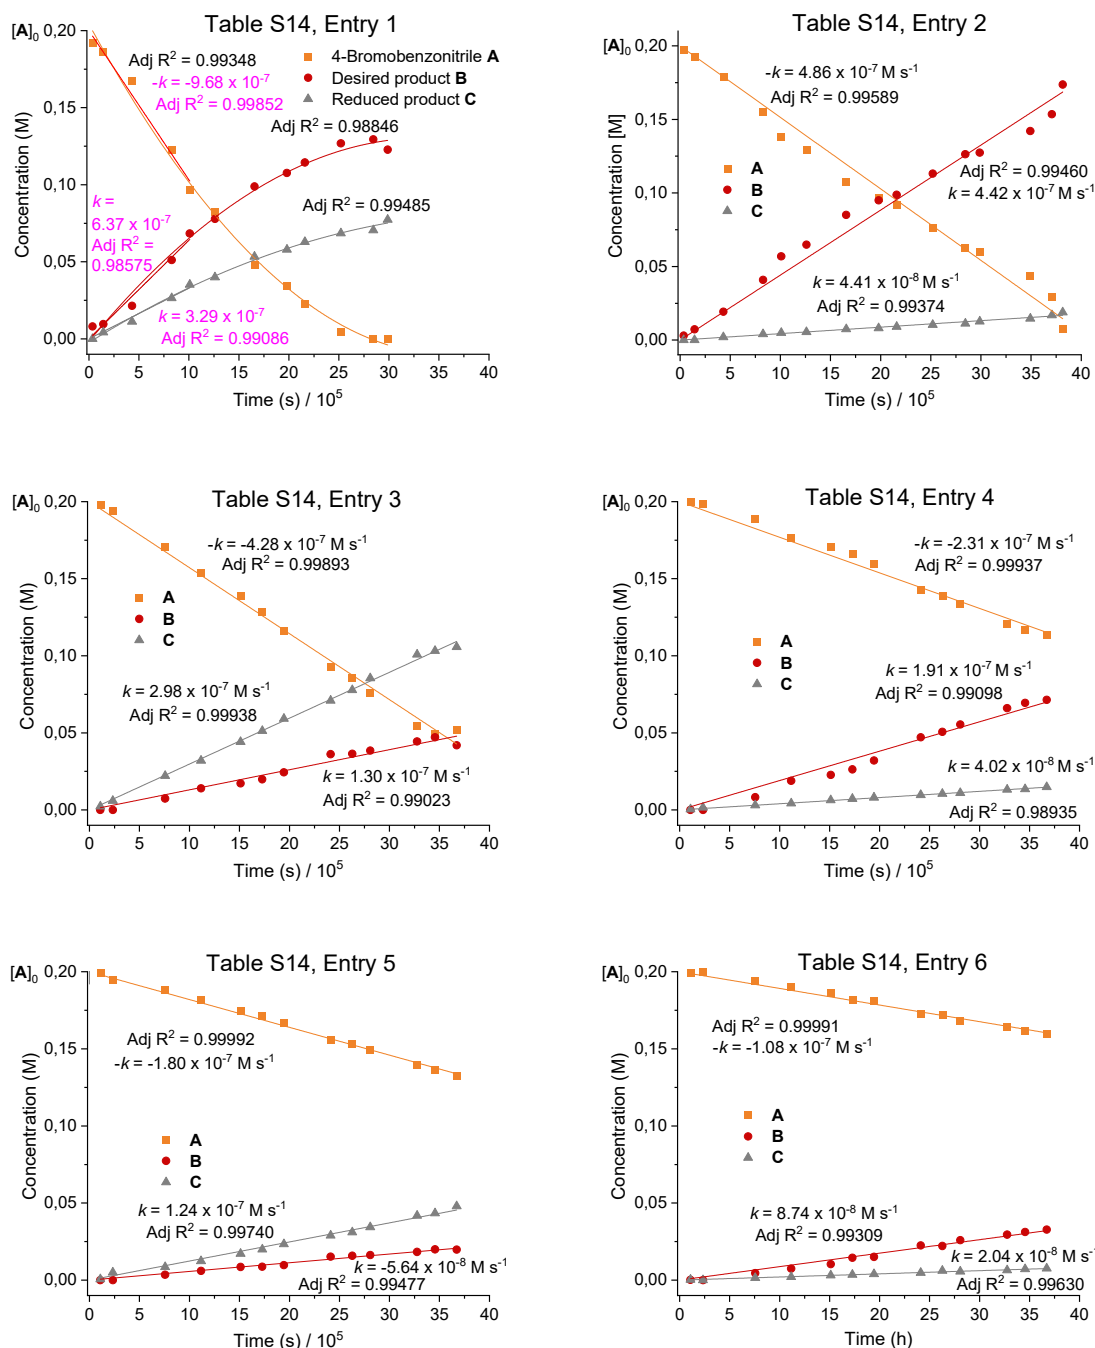 Table S14, Entry 1
[A]₀ 0,20
0,15
0,10
0,05
0,00
Concentration (M)
Adj R² = 0.99348
-k = -9.68 x 10⁻⁷
Adj R² = 0.99852
4-Bromobenzonitrile A
Desired product B
Reduced product C
Adj R² = 0.98846
Adj R² = 0.99485
k =
6.37 x 10⁻⁷
Adj R² =
0.98575
k = 3.29 x 10⁻⁷
Adj R² = 0.99086
0 5 10 15 20 25 30 35 40
Time (s) / 10⁵
Table S14, Entry 2
[A]₀ 0,20
0,15
0,10
0,05
0,00
Concentration [M]
-k = 4.86 x 10⁻⁷ M s⁻¹
Adj R² = 0.99589
A
B
C
Adj R² = 0.99460
k = 4.42 x 10⁻⁷ M s⁻¹
k = 4.41 x 10⁻⁸ M s⁻¹
Adj R² = 0.99374
0 5 10 15 20 25 30 35 40
Time (s) / 10⁵
Table S14, Entry 3
[A]₀ 0,20
0,15
0,10
0,05
0,00
Concentration (M)
-k = -4.28 x 10⁻⁷ M s⁻¹
Adj R² = 0.99893
A
B
C
k = 2.98 x 10⁻⁷ M s⁻¹
Adj R² = 0.99938
k = 1.30 x 10⁻⁷ M s⁻¹
Adj R² = 0.99023
0 5 10 15 20 25 30 35 40
Time (s) / 10⁵
Table S14, Entry 4
[A]₀ 0,20
0,15
0,10
0,05
0,00
Concentration (M)
-k = -2.31 x 10⁻⁷ M s⁻¹
Adj R² = 0.99937
A
B
C
k = 1.91 x 10⁻⁷ M s⁻¹
Adj R² = 0.99098
k = 4.02 x 10⁻⁸ M s⁻¹
Adj R² = 0.98935
0 5 10 15 20 25 30 35 40
Time (s) / 10⁵
Table S14, Entry 5
[A]₀ 0,20
0,15
0,10
0,05
0,00
Concentration (M)
Adj R² = 0.99992
-k = -1.80 x 10⁻⁷ M s⁻¹
A
B
C
k = 1.24 x 10⁻⁷ M s⁻¹
Adj R² = 0.99740
k = -5.64 x 10⁻⁸ M s⁻¹
Adj R² = 0.99477
0 5 10 15 20 25 30 35 40
Time (s) / 10⁵
Table S14, Entry 6
[A]₀ 0,20
0,15
0,10
0,05
0,00
Concentration (M)
Adj R² = 0.99991
-k = -1.08 x 10⁻⁷ M s⁻¹
A
B
C
k = 8.74 x 10⁻⁸ M s⁻¹
Adj R² = 0.99309
k = 2.04 x 10⁻⁸ M s⁻¹
Adj R² = 0.99630
0 5 10 15 20 25 30 35 40
Time (h)